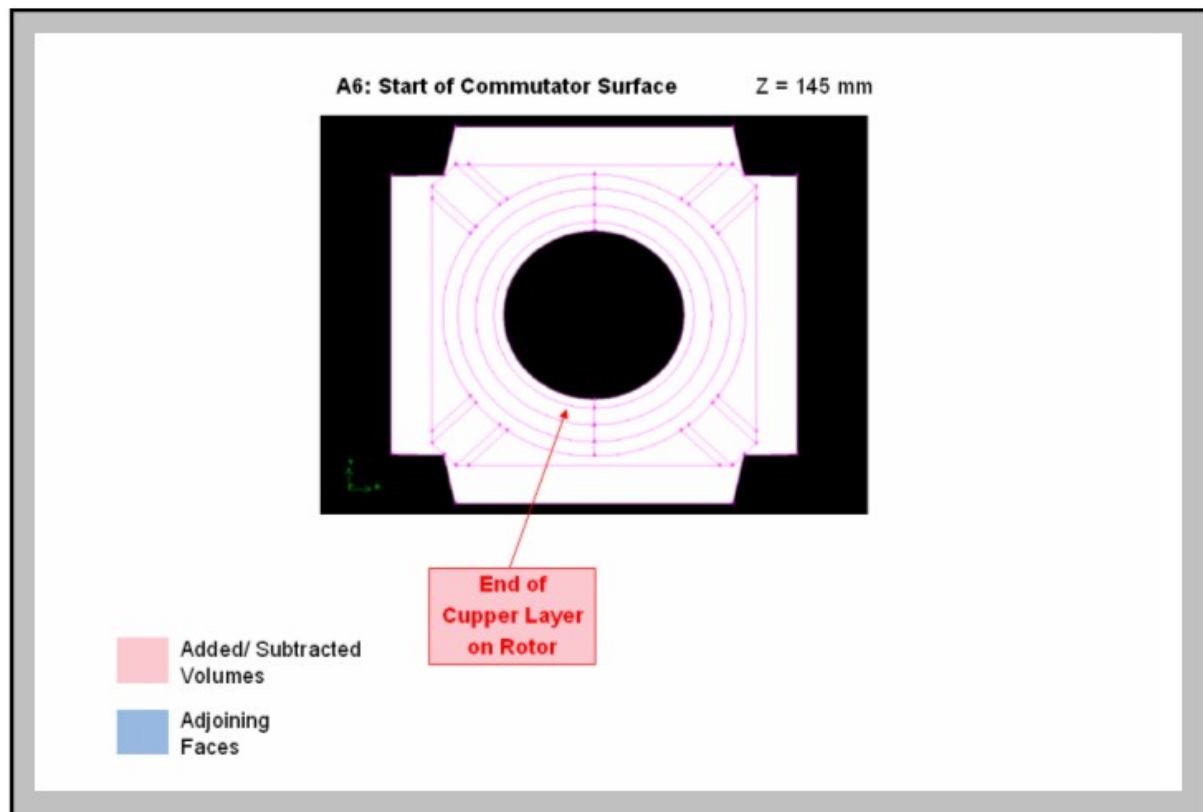 A6: Start of Commutator Surface Z = 145 mm
End of
Cupper Layer
on Rotor
Added/ Subtracted
Volumes
Adjoining
Faces